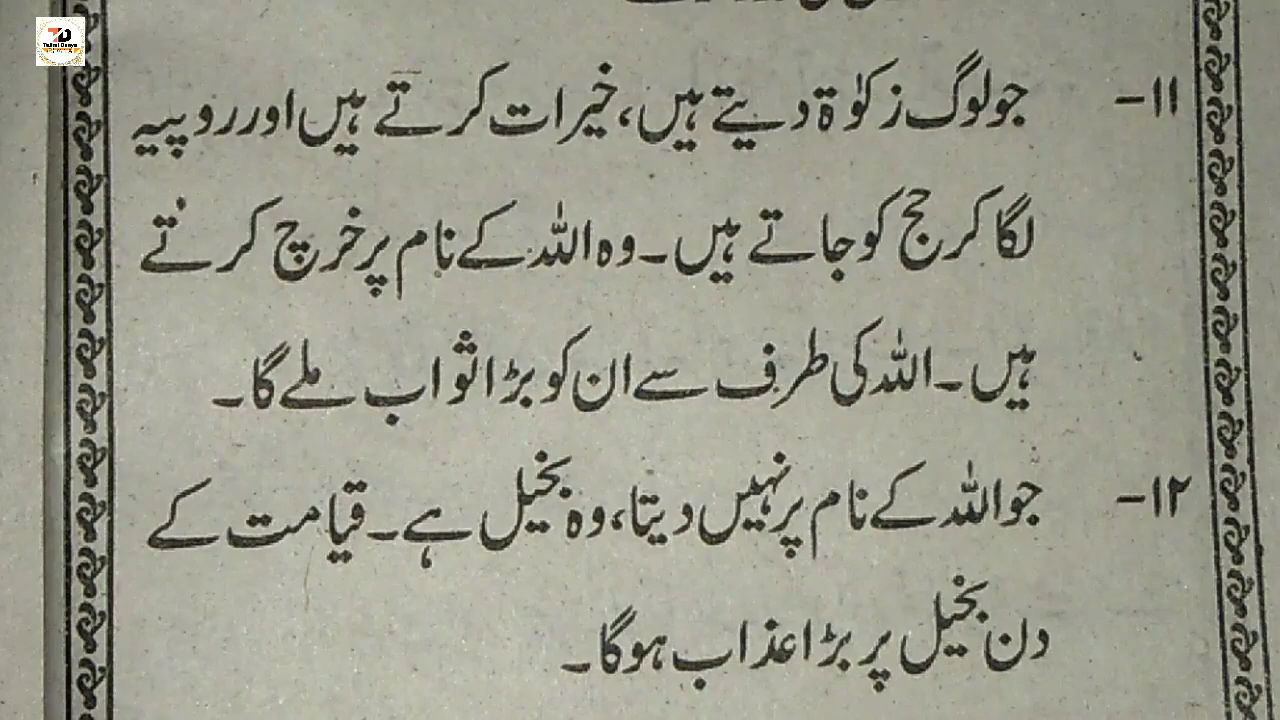 ۱۱- جو لوگ زکوٰۃ دیتے ہیں، خیرات کرتے ہیں اور روپیہ
لگا کر حج کو جاتے ہیں۔ وہ اللہ کے نام پر خرچ کرتے
ہیں۔ اللہ کی طرف سے ان کو بڑا ثواب ملے گا۔
۱۲- جو اللہ کے نام پر نہیں دیتا، وہ بخیل ہے۔ قیامت کے
دن بخیل پر بڑا عذاب ہوگا۔